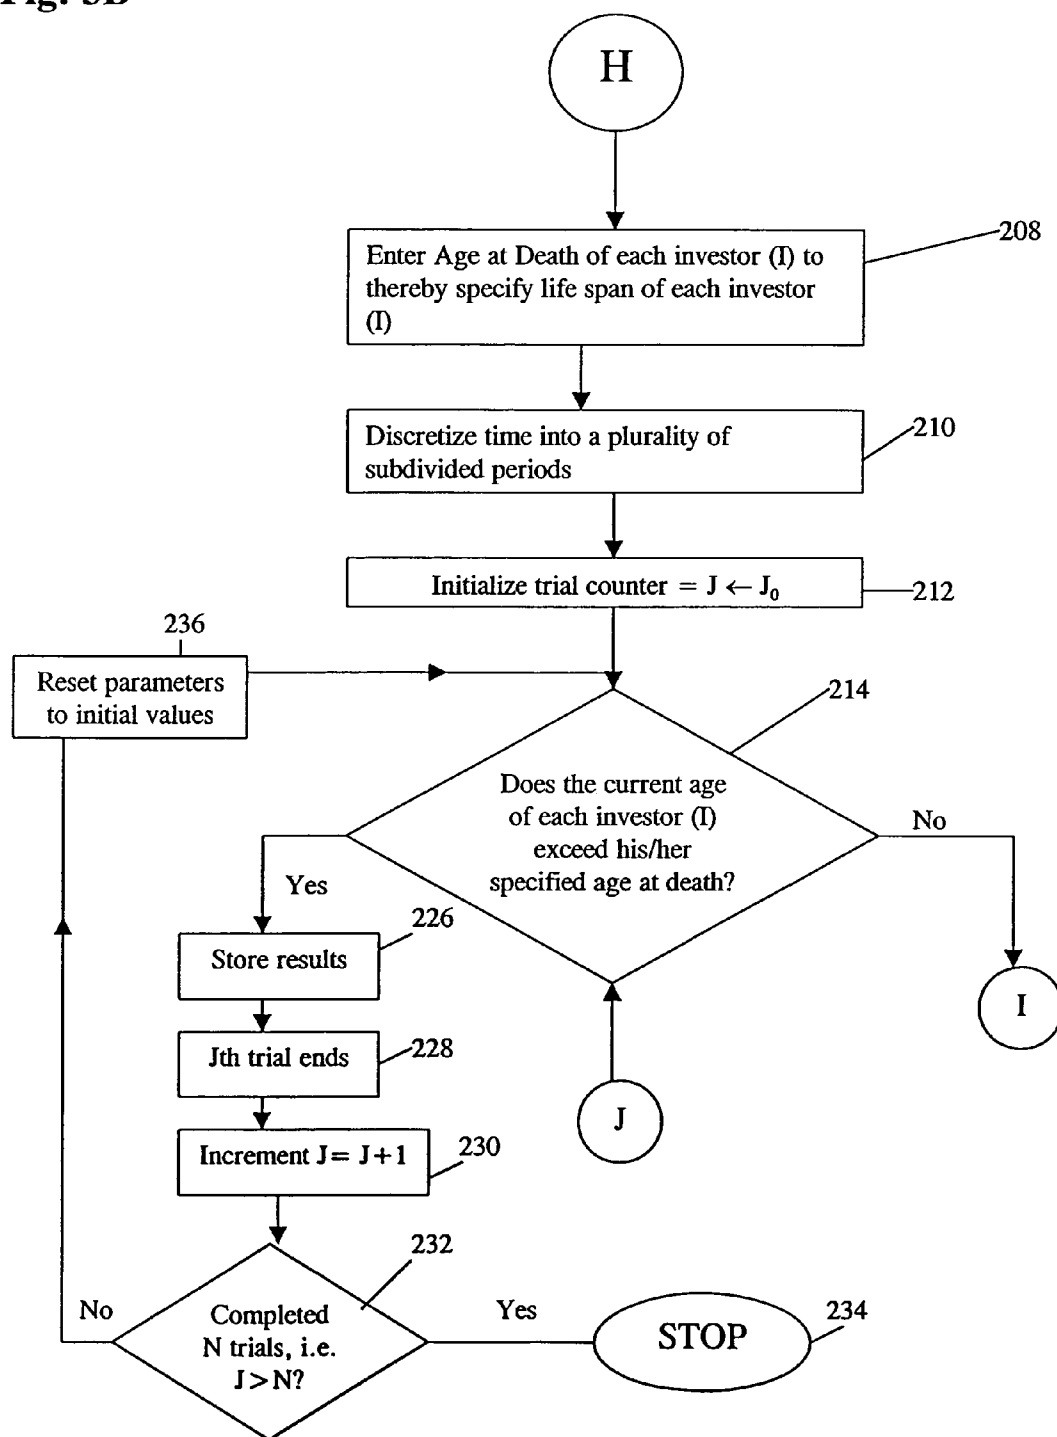 H
208
Enter Age at Death of each investor (I) to
thereby specify life span of each investor
(I)
210
Discretize time into a plurality of
subdivided periods
Initialize trial counter = J ← J₀
212
236
Reset parameters
to initial values
214
Does the current age
of each investor (I)
exceed his/her
specified age at death?
No
Yes
226
Store results
I
Jth trial ends
228
J
Increment J= J+1
230
232
No
Completed
N trials, i.e.
J > N?
Yes
STOP
234